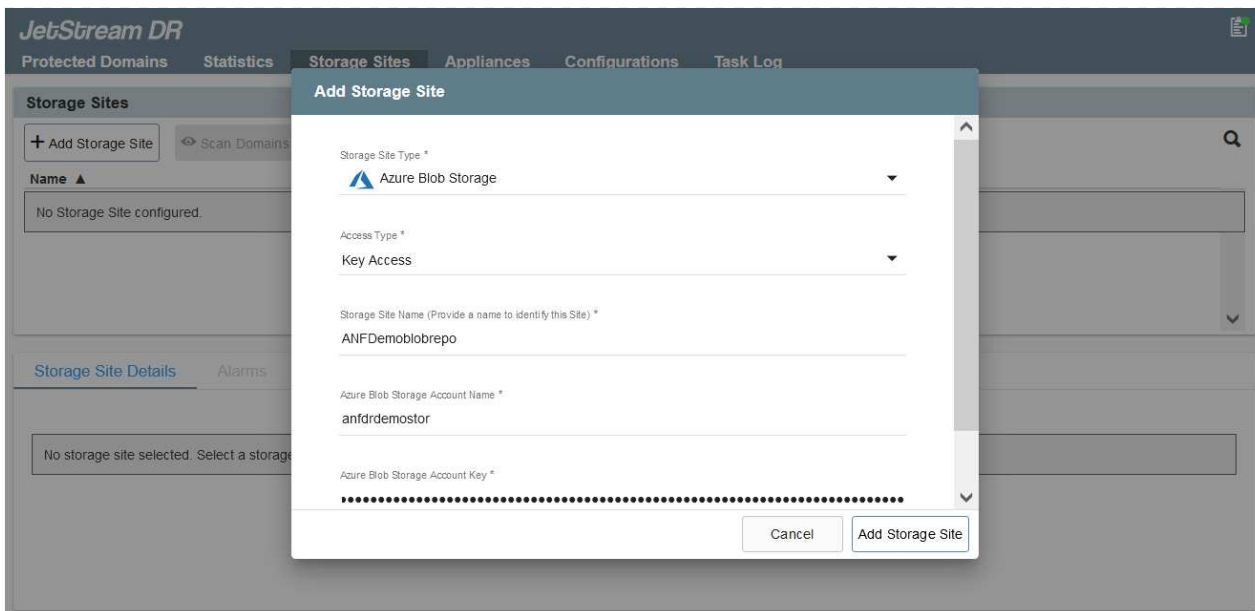 JetStream DR
Protected Domains Statistics Storage Sites Appliances Configurations Task Log
Storage Sites
Add Storage Site
+ Add Storage Site Scan Domains
Name ▲
No Storage Site configured.
Storage Site Type *
Azure Blob Storage
Access Type *
Key Access
Storage Site Name (Provide a name to identify this Site) *
ANFDemoblobrepo
Storage Site Details Alarms
Azure Blob Storage Account Name *
anfdrdemostor
No storage site selected. Select a storage
Azure Blob Storage Account Key *
Cancel Add Storage Site